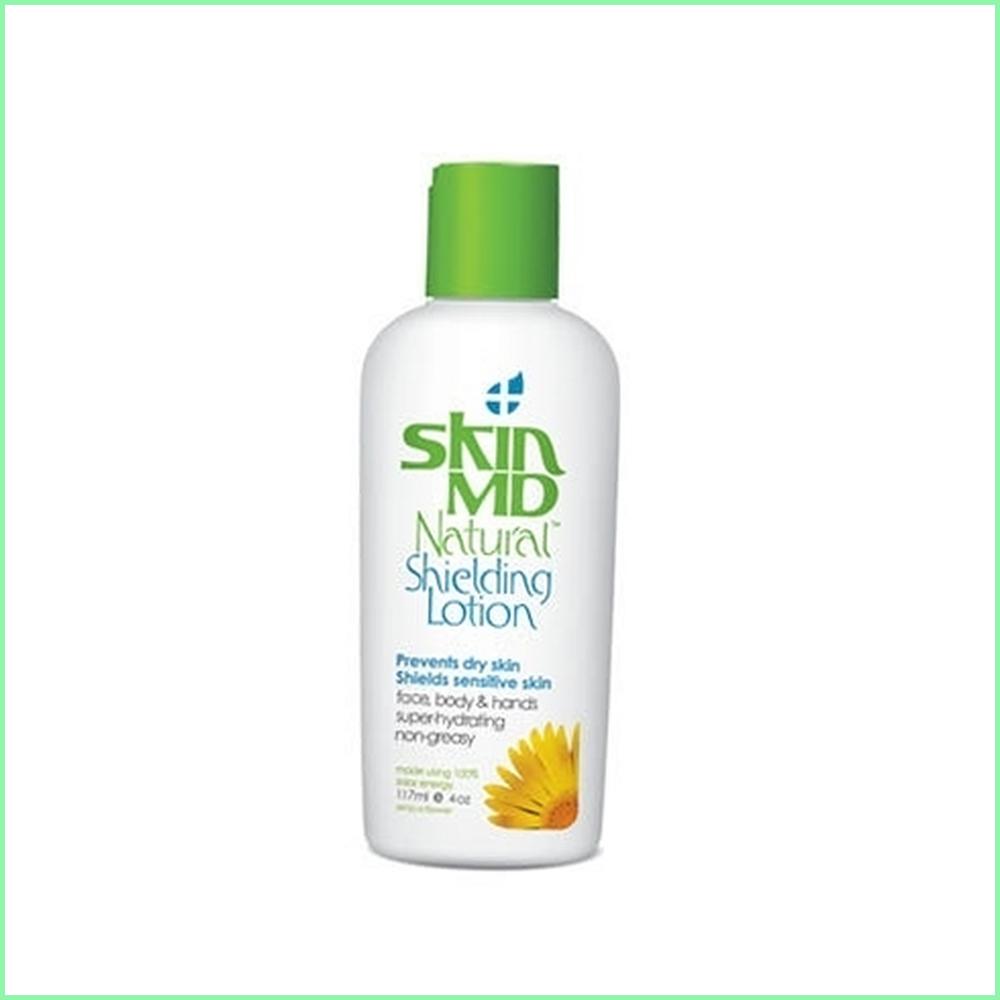 skin
MD
Natural™
Shielding
Lotion
Prevents dry skin
Shields sensitive skin
face, body & hands
super-hydrating
non-greasy
made using 100%
solar energy
117ml e 4oz